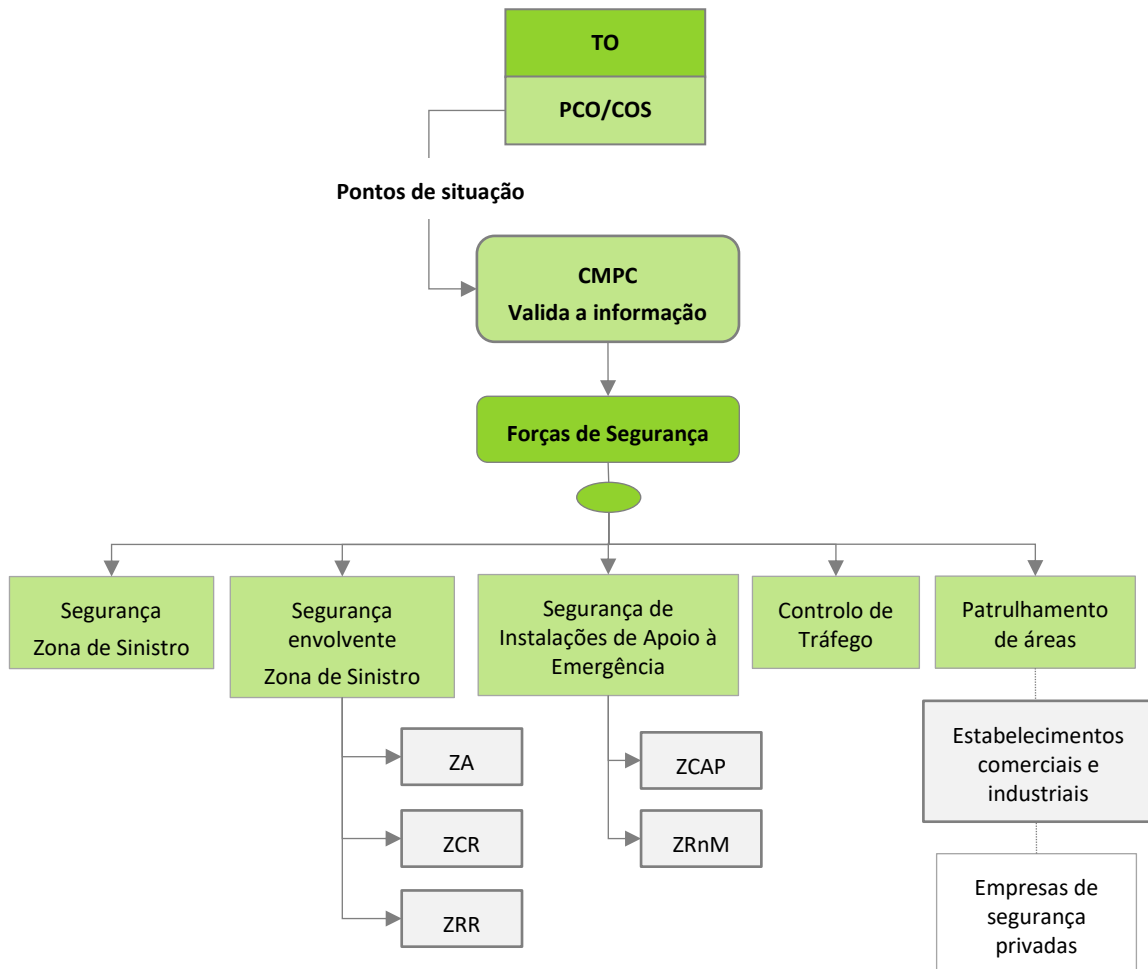 TO
PCO/COS
Pontos de situação
CMPC
Valida a informação
Forças de Segurança
Segurança
Zona de Sinistro
Segurança
envolvente
Zona de Sinistro
Segurança de
Instalações de Apoio à
Emergência
Controlo de
Tráfego
Patrulhamento
de áreas
ZA
ZCR
ZRR
ZCAP
ZRnM
Estabelecimentos
comerciais e
industriais
Empresas de
segurança
privadas